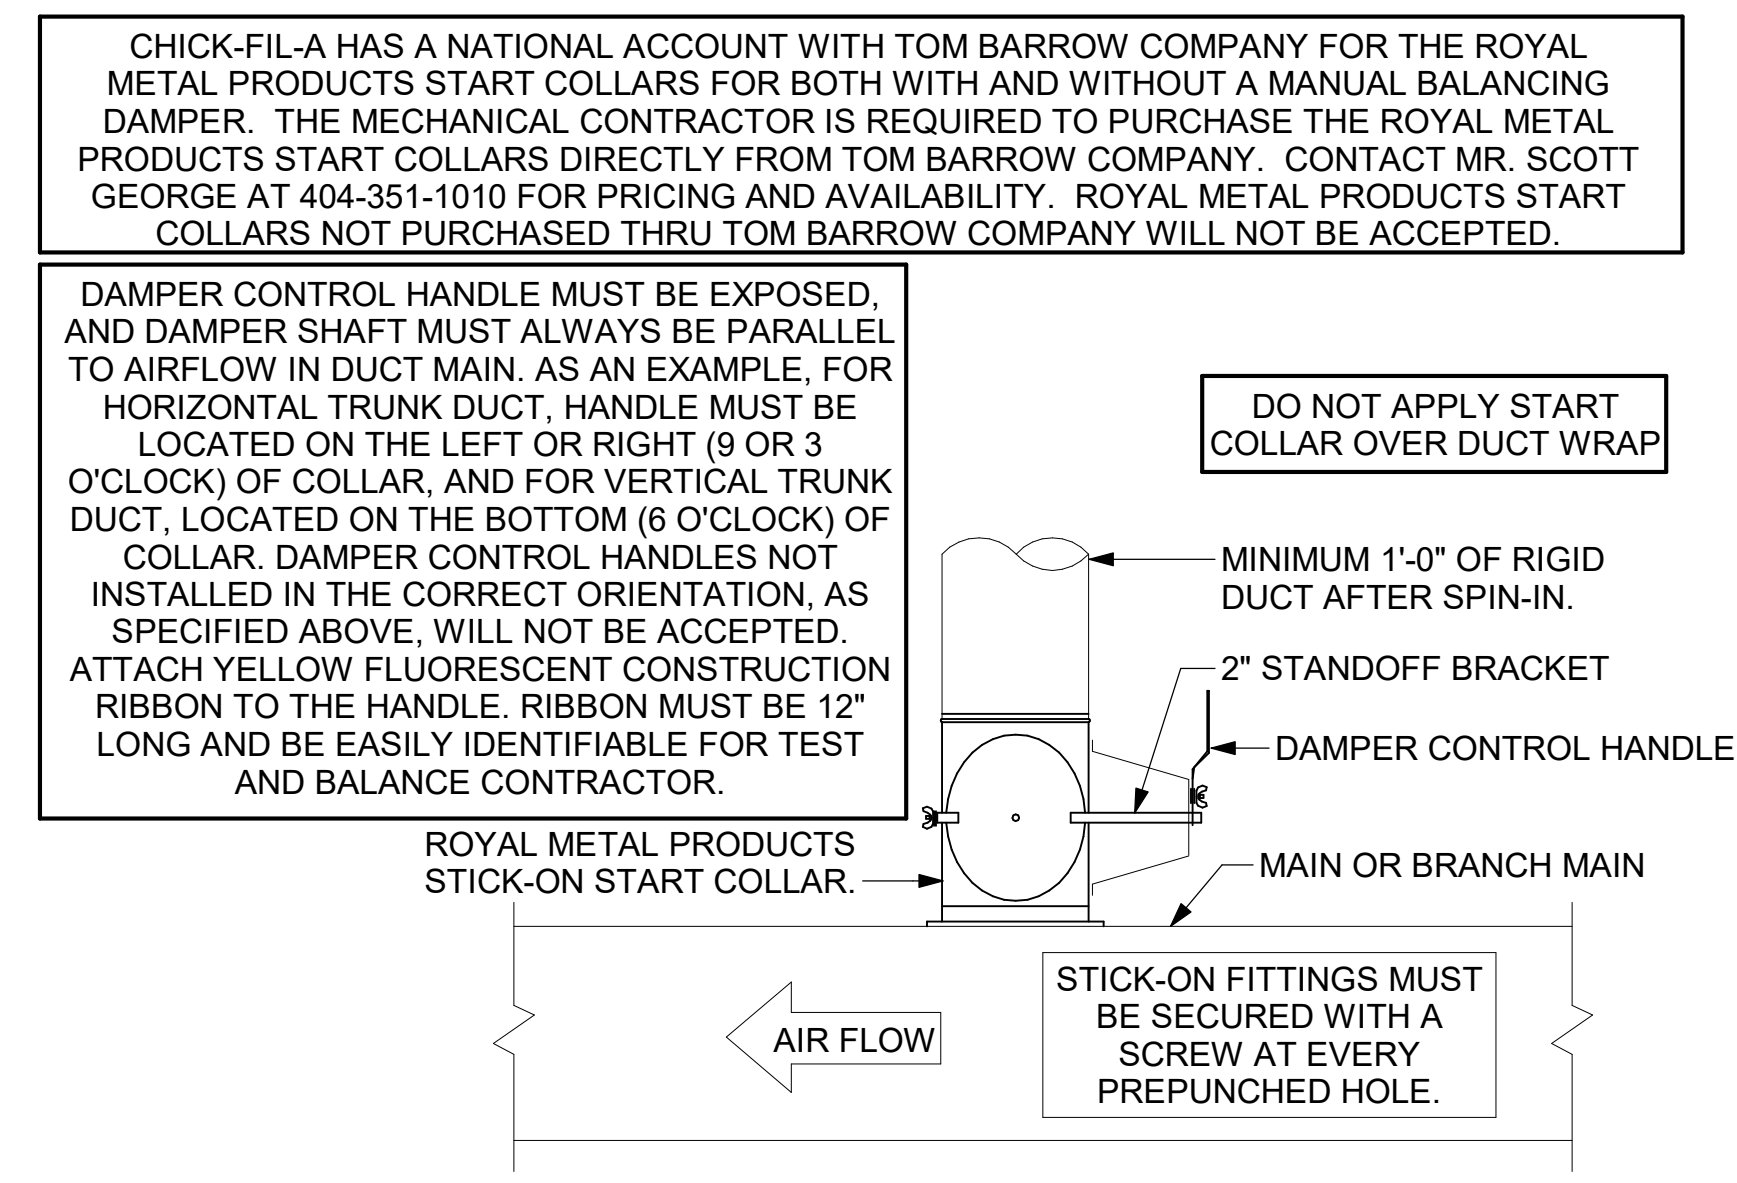 CHICK-FIL-A HAS A NATIONAL ACCOUNT WITH TOM BARROW COMPANY FOR THE ROYAL
METAL PRODUCTS START COLLARS FOR BOTH WITH AND WITHOUT A MANUAL BALANCING
DAMPER.  THE MECHANICAL CONTRACTOR IS REQUIRED TO PURCHASE THE ROYAL METAL
PRODUCTS START COLLARS DIRECTLY FROM TOM BARROW COMPANY.  CONTACT MR. SCOTT
GEORGE AT 404-351-1010 FOR PRICING AND AVAILABILITY.  ROYAL METAL PRODUCTS START
COLLARS NOT PURCHASED THRU TOM BARROW COMPANY WILL NOT BE ACCEPTED.
DAMPER CONTROL HANDLE MUST BE EXPOSED,
AND DAMPER SHAFT MUST ALWAYS BE PARALLEL
TO AIRFLOW IN DUCT MAIN. AS AN EXAMPLE, FOR
HORIZONTAL TRUNK DUCT, HANDLE MUST BE
LOCATED ON THE LEFT OR RIGHT (9 OR 3
O'CLOCK) OF COLLAR, AND FOR VERTICAL TRUNK
DUCT, LOCATED ON THE BOTTOM (6 O'CLOCK) OF
COLLAR. DAMPER CONTROL HANDLES NOT
INSTALLED IN THE CORRECT ORIENTATION, AS
SPECIFIED ABOVE, WILL NOT BE ACCEPTED.
ATTACH YELLOW FLUORESCENT CONSTRUCTION
RIBBON TO THE HANDLE. RIBBON MUST BE 12"
LONG AND BE EASILY IDENTIFIABLE FOR TEST
AND BALANCE CONTRACTOR.
DO NOT APPLY START
COLLAR OVER DUCT WRAP
MINIMUM 1'-0" OF RIGID
DUCT AFTER SPIN-IN.
2" STANDOFF BRACKET
DAMPER CONTROL HANDLE
ROYAL METAL PRODUCTS
STICK-ON START COLLAR.
MAIN OR BRANCH MAIN
AIR FLOW
STICK-ON FITTINGS MUST
BE SECURED WITH A
SCREW AT EVERY
PREPUNCHED HOLE.